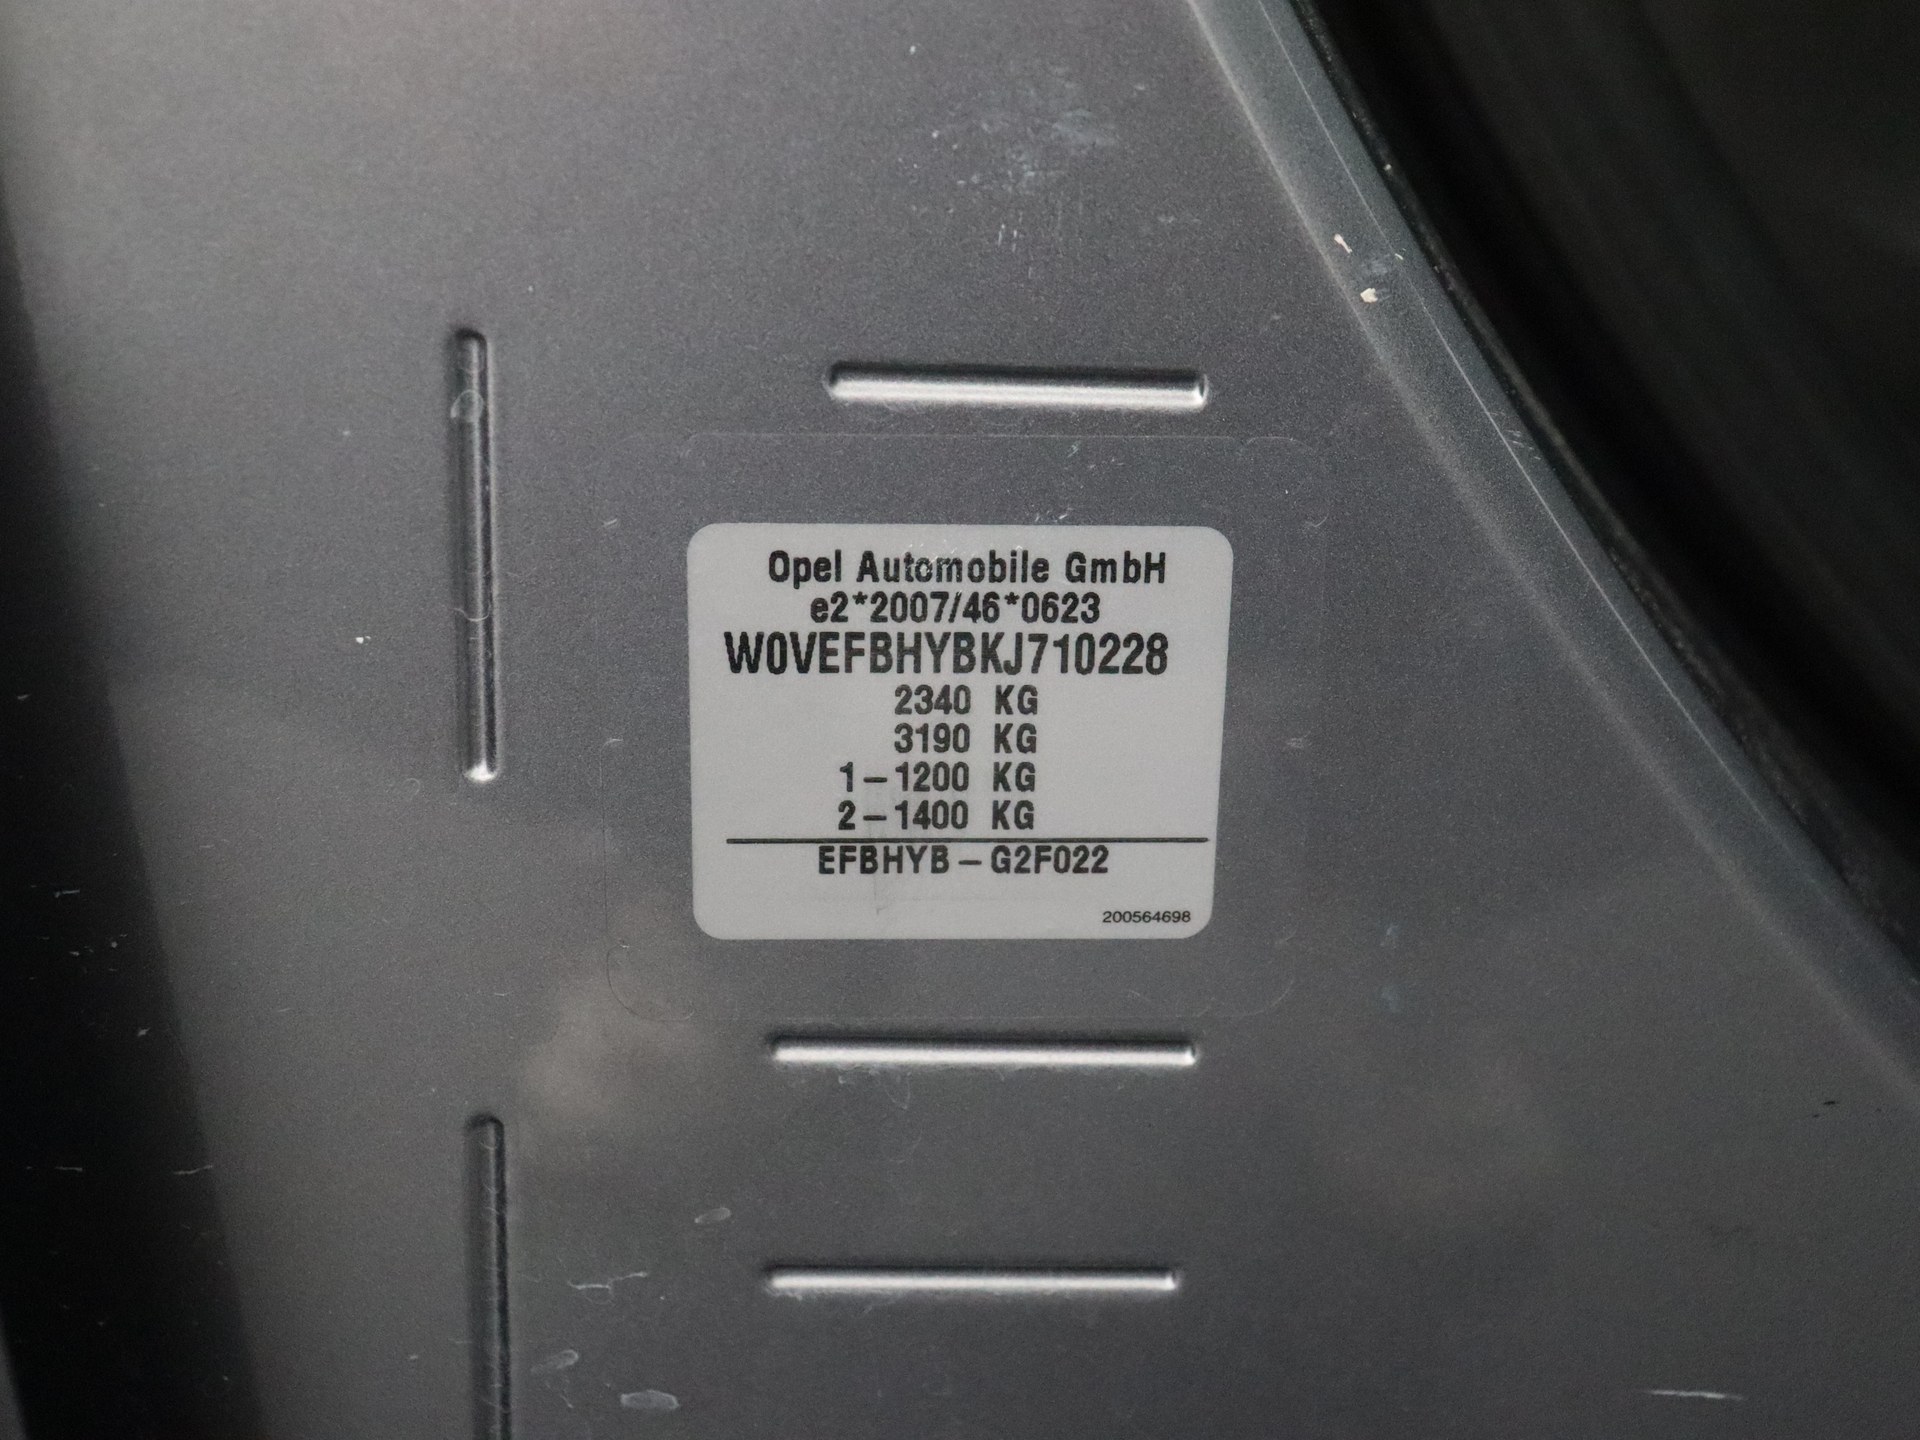 Opel Automobile GmbH
e2*2007/46*0623
W0VEFBHYBKJ710228
2340 KG
3190 KG
1-1200 KG
2-1400 KG
EFBHYB-G2F022
200564698